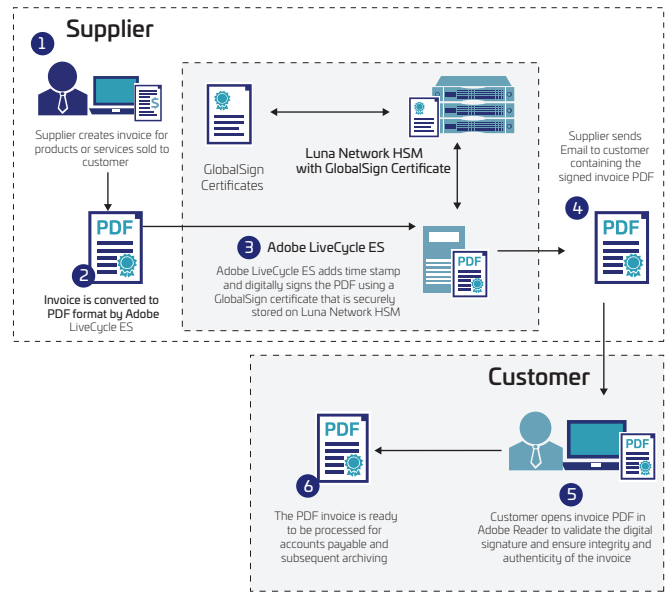 Supplier
1
$
Supplier creates invoice for
products or services sold to
customer
GlobalSign
Certificates
Luna Network HSM
with GlobalSign Certificate
Supplier sends
Email to customer
containing the
signed invoice PDF
4
PDF
PDF
2
Invoice is converted to
PDF format by Adobe
LiveCycle ES
3
Adobe LiveCycle ES
Adobe LiveCycle ES adds time stamp
and digitally signs the PDF using a
GlobalSign certificate that is securely
stored on Luna Network HSM
PDF
Customer
PDF
PDF
6
5
The PDF invoice is ready
to be processed for
accounts payable and
subsequent archiving
Customer opens invoice PDF in
Adobe Reader to validate the digital
signature and ensure integrity and
authenticity of the invoice